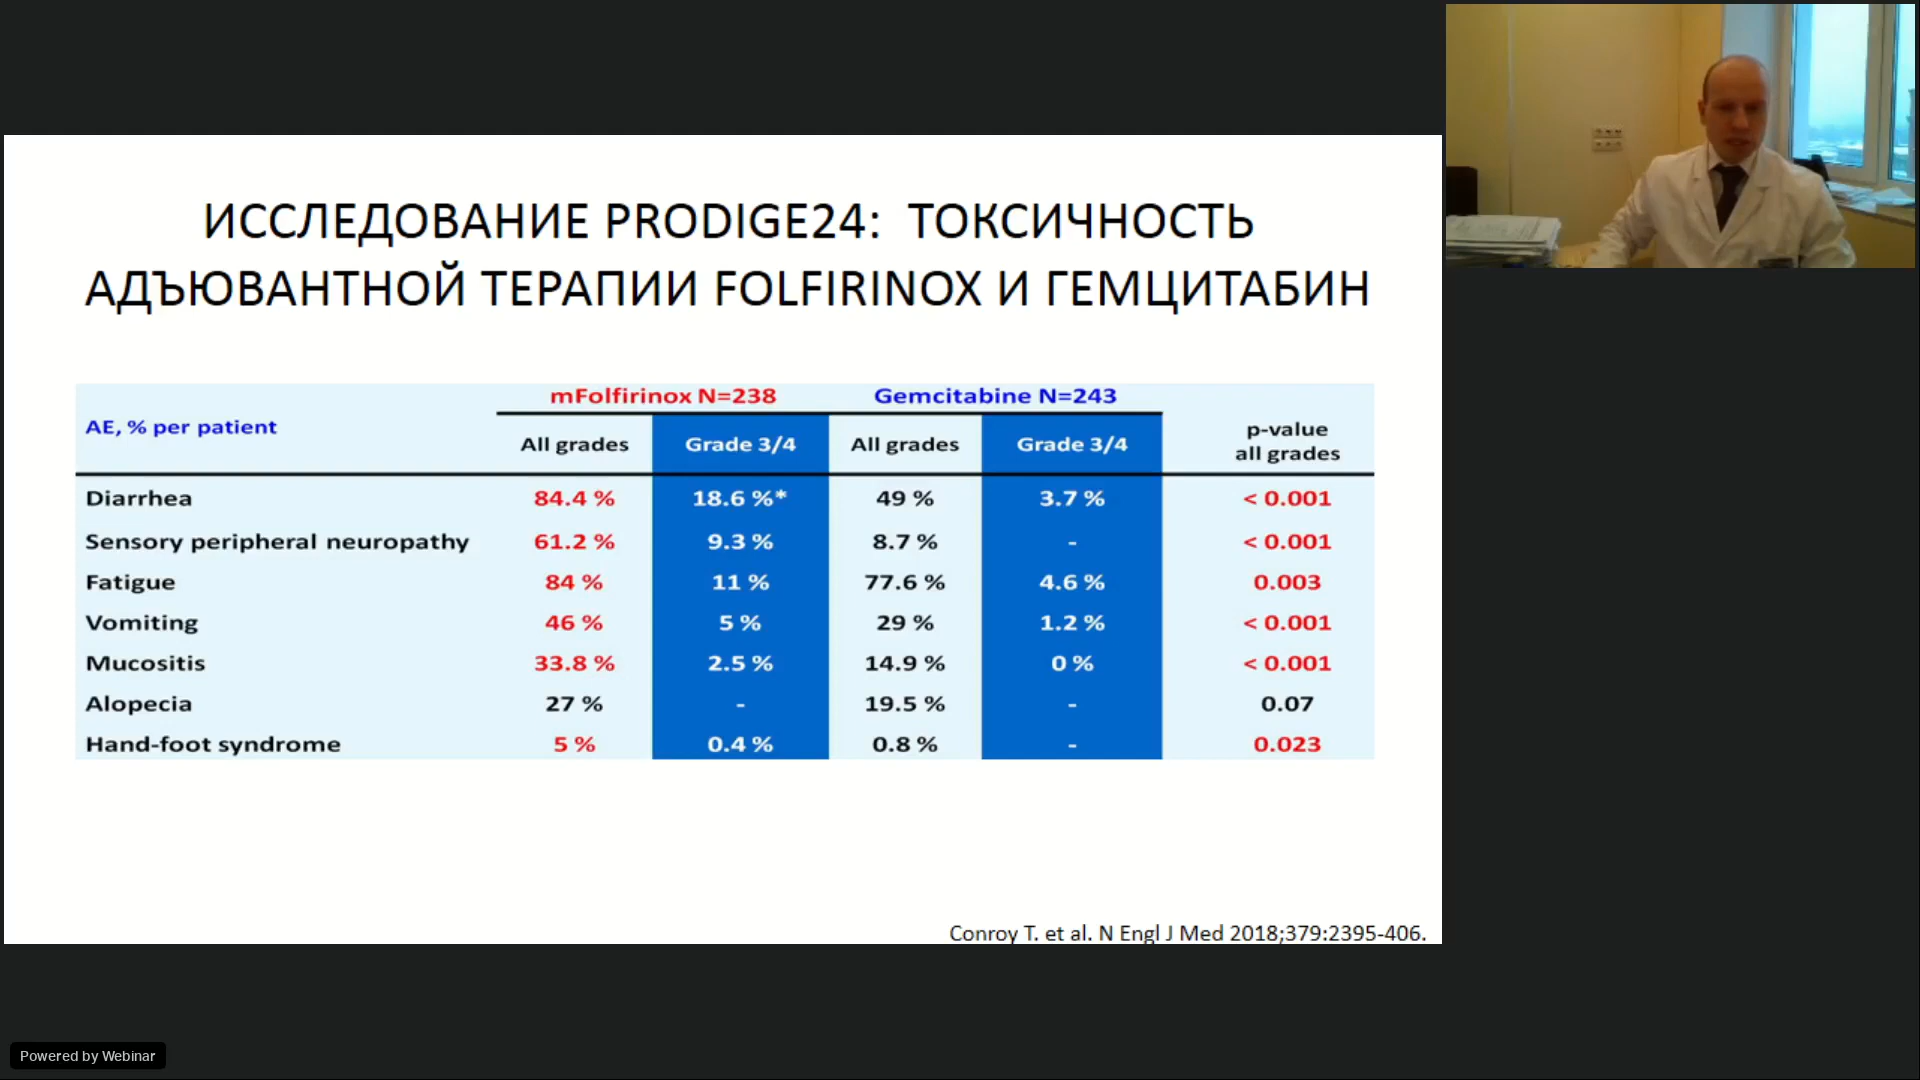 ИССЛЕДОВАНИЕ PRODIGE24: ТОКСИЧНОСТЬ
АДЪЮВАНТНОЙ ТЕРАПИИ FOLFIRINOX И ГЕМЦИТАБИН
mFolfirinox N=238 Gemcitabine N=243
AE, % per patient
All grades Grade 3/4 All grades Grade 3/4
p-value
all grades
Diarrhea 84.4 % 18.6 %* 49 % 3.7 % < 0.001
Sensory peripheral neuropathy 61.2 % 9.3 % 8.7 % - < 0.001
Fatigue 84 % 11 % 77.6 % 4.6 % 0.003
Vomiting 46 % 5 % 29 % 1.2 % < 0.001
Mucositis 33.8 % 2.5 % 14.9 % 0 % < 0.001
Alopecia 27 % - 19.5 % - 0.07
Hand-foot syndrome 5 % 0.4 % 0.8 % - 0.023
Conroy T. et al. N Engl J Med 2018;379:2395-406.
Powered by Webinar